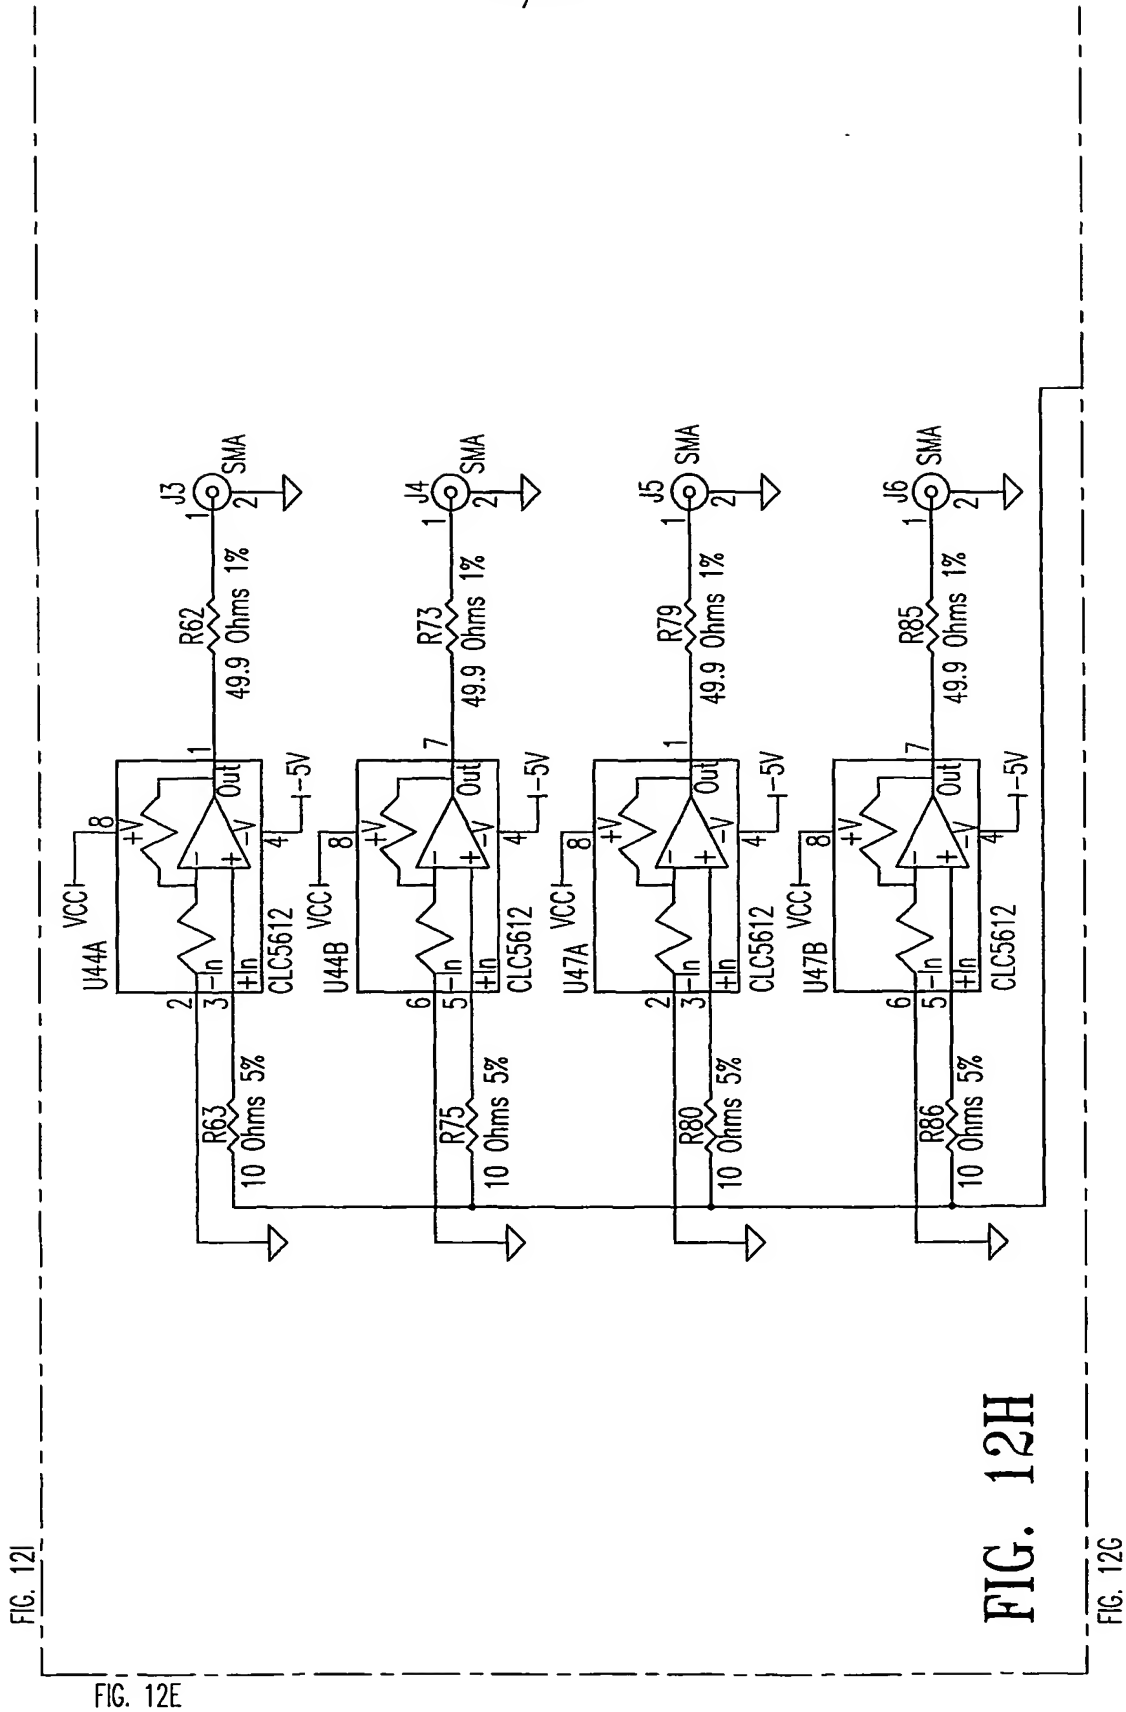 FIG. 12I
FIG. 12E
FIG. 12G
FIG. 12H
VCC
U44A
8
+V
2
-In
3
+In
Out
1
-V
4
-5V
CLC5612
R63
10 Ohms 5%
R62
49.9 Ohms 1%
J3
1
2
SMA
VCC
U44B
8
+V
6
-In
5
+In
Out
7
-V
4
-5V
CLC5612
R75
10 Ohms 5%
R73
49.9 Ohms 1%
J4
1
2
SMA
VCC
U47A
8
+V
2
-In
3
+In
Out
1
-V
4
-5V
CLC5612
R80
10 Ohms 5%
R79
49.9 Ohms 1%
J5
1
2
SMA
VCC
U47B
8
+V
6
-In
5
+In
Out
7
-V
4
-5V
CLC5612
R86
10 Ohms 5%
R85
49.9 Ohms 1%
J6
1
2
SMA